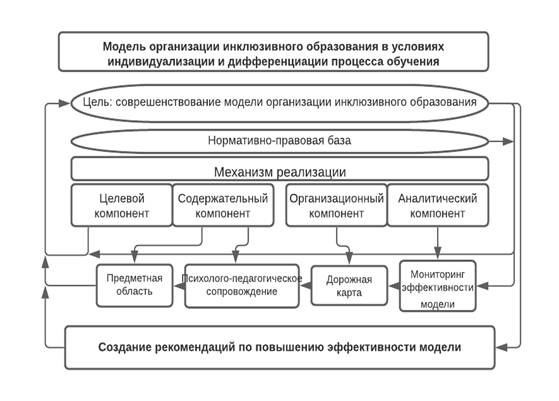 Модель организации инклюзивного образования в условиях
индивидуализации и дифференциации процесса обучения
Цель: соврешенствование модели организации инклюзивного образования
Нормативно-правовая база
Механизм реализации
Целевой
компонент
Содержательный
компонент
Организационный
компонент
Аналитический
компонент
Предметная
область
Психолого-педагогическое
сопровождение
Дорожная
карта
Мониторинг
эффективности
модели
Создание рекомендаций по повышению эффективности модели